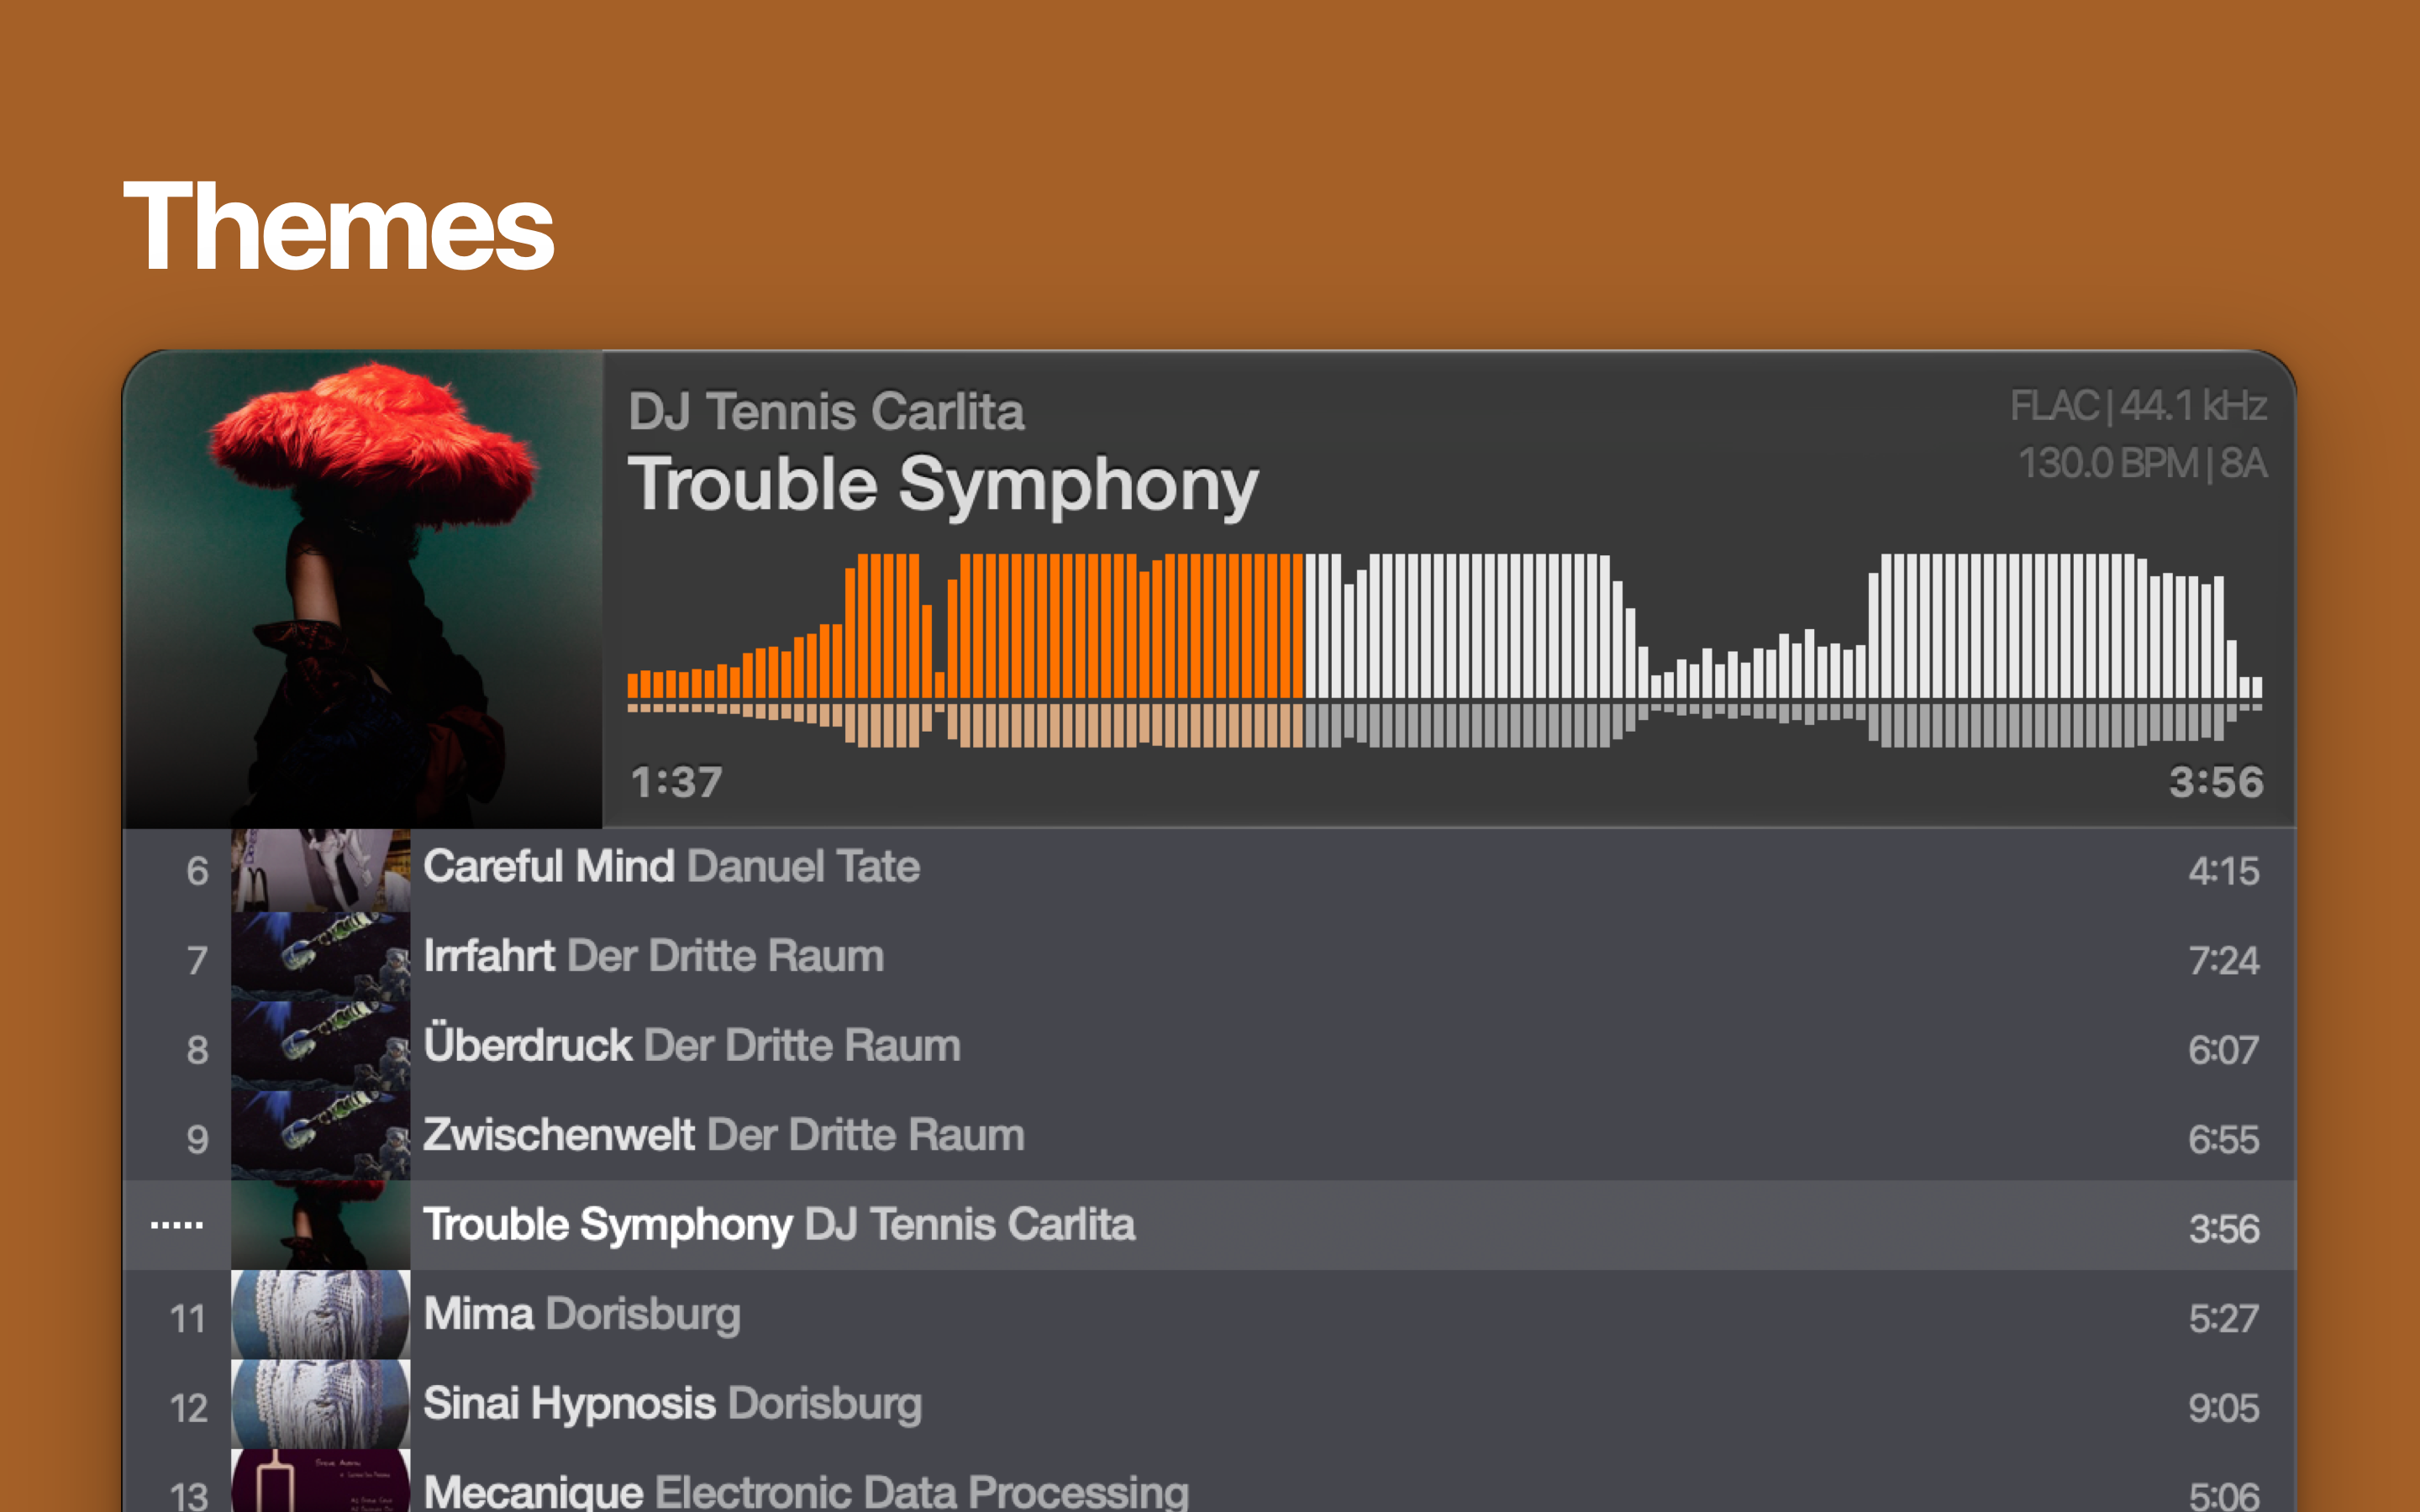 Themes
DJ Tennis Carlita
Trouble Symphony
FLAC | 44.1 kHz
130.0 BPM | 8A
1:37
3:56
6 Careful Mind Danuel Tate 4:15
7 Irrfahrt Der Dritte Raum 7:24
8 Überdruck Der Dritte Raum 6:07
9 Zwischenwelt Der Dritte Raum 6:55
Trouble Symphony DJ Tennis Carlita 3:56
11 Mima Dorisburg 5:27
12 Sinai Hypnosis Dorisburg 9:05
13 Mecanique Electronic Data Processing 5:06